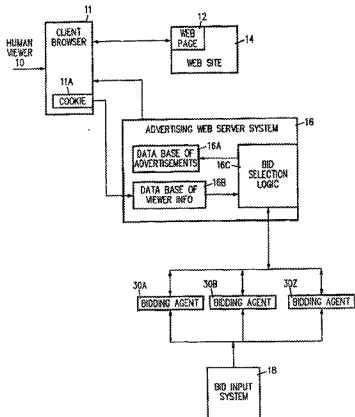 11
CLIENT
BROWSER
HUMAN
VIEWER
10
11A
COOKIE
12
WEB
PAGE
14
WEB SITE
16
ADVERTISING WEB SERVER SYSTEM
16A
DATA BASE OF
ADVERTISEMENTS
16C
BID
SELECTION
LOGIC
16B
DATA BASE OF
VIEWER INFO
30A
BIDDING AGENT
30B
BIDDING AGENT
30Z
BIDDING AGENT
18
BID INPUT
SYSTEM